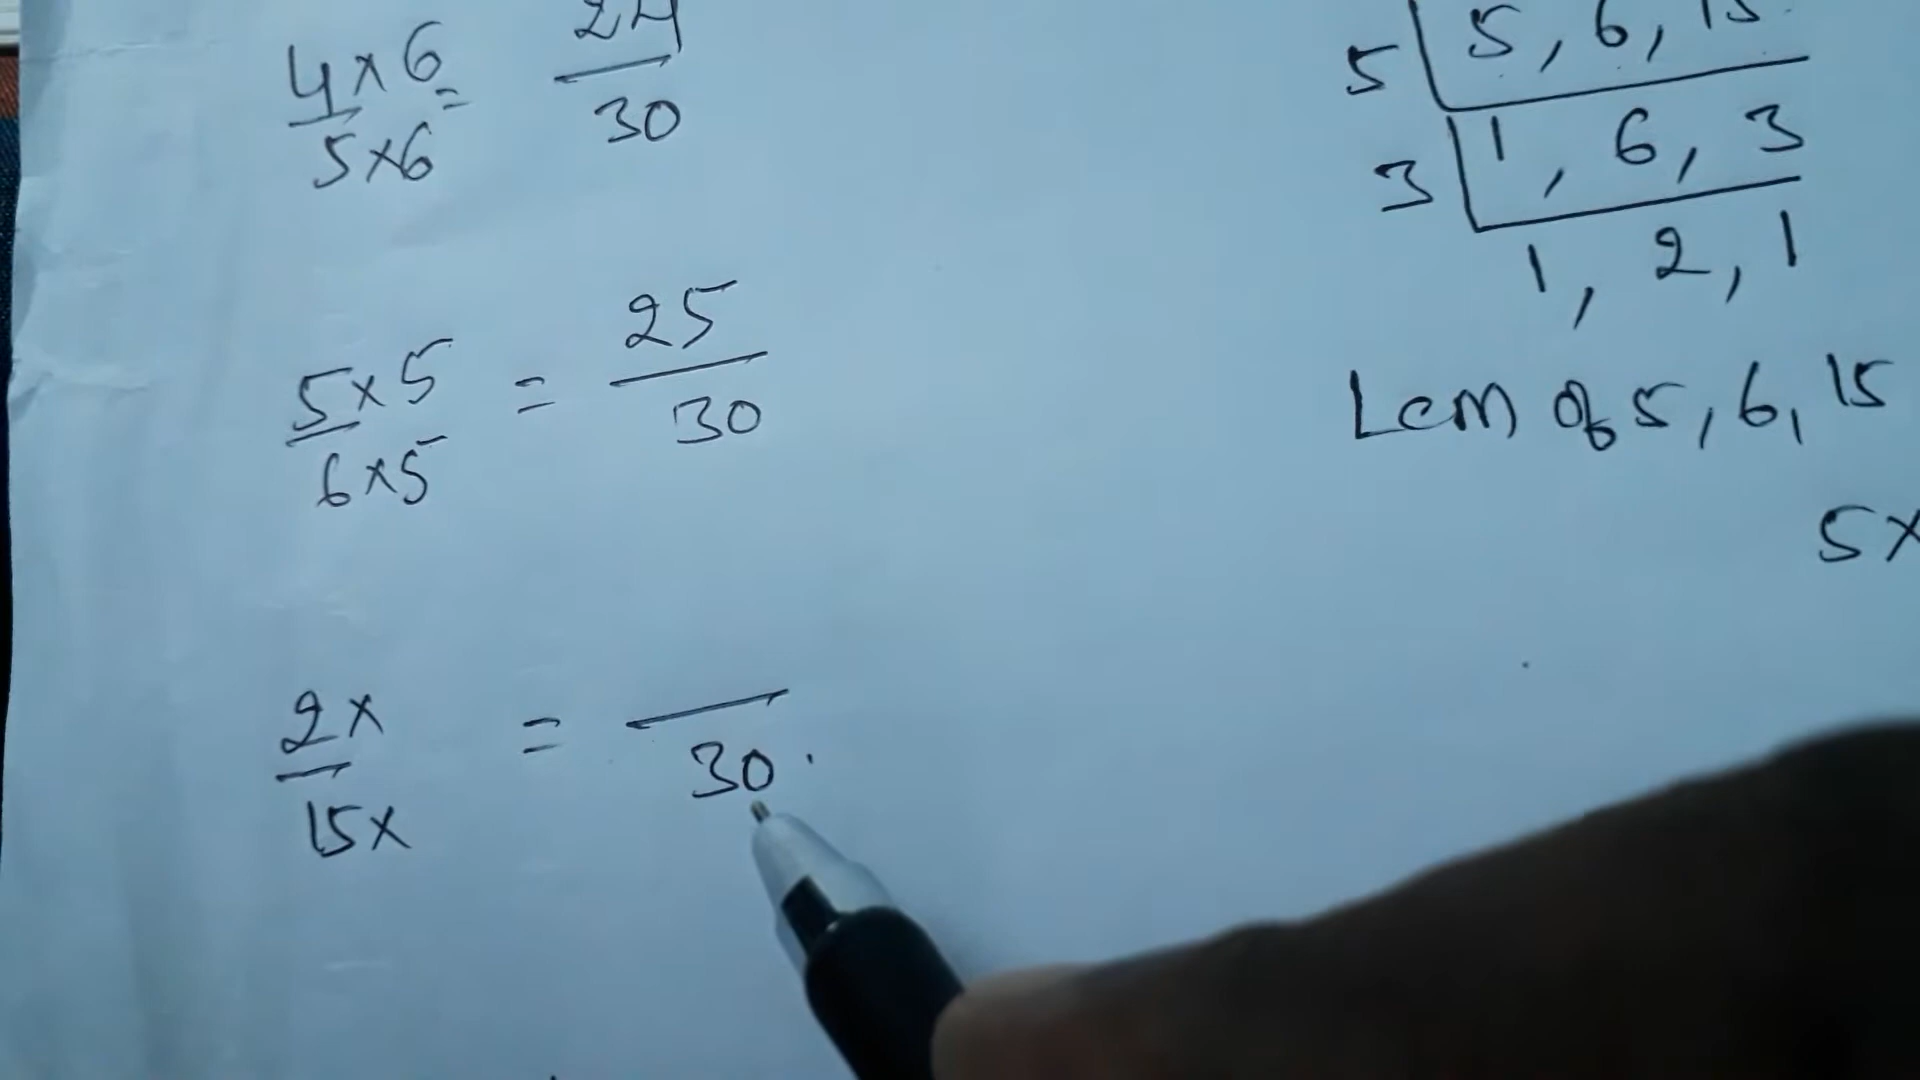 4×6 = 24
5×6 30
5×5 = 25
6×5 30
2× =
15× 30.
5 5, 6, 15
3 1, 6, 3
1, 2, 1
Lcm of 5, 6, 15
5×